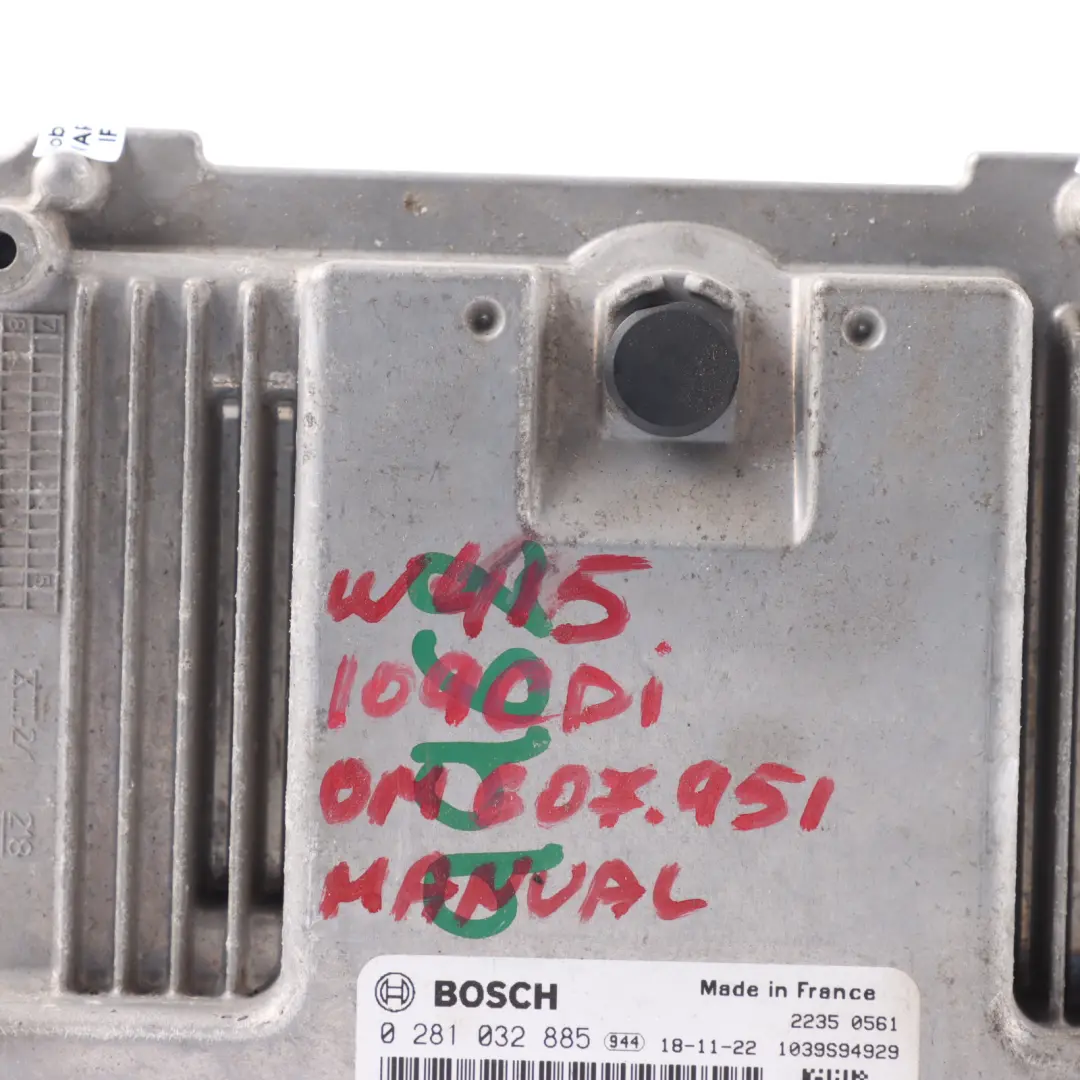 W415
109CDi
OM607.951
MANUAL
BOSCH Made in France
2235 0561
0 281 032 885 944 18-11-22 1039S94929